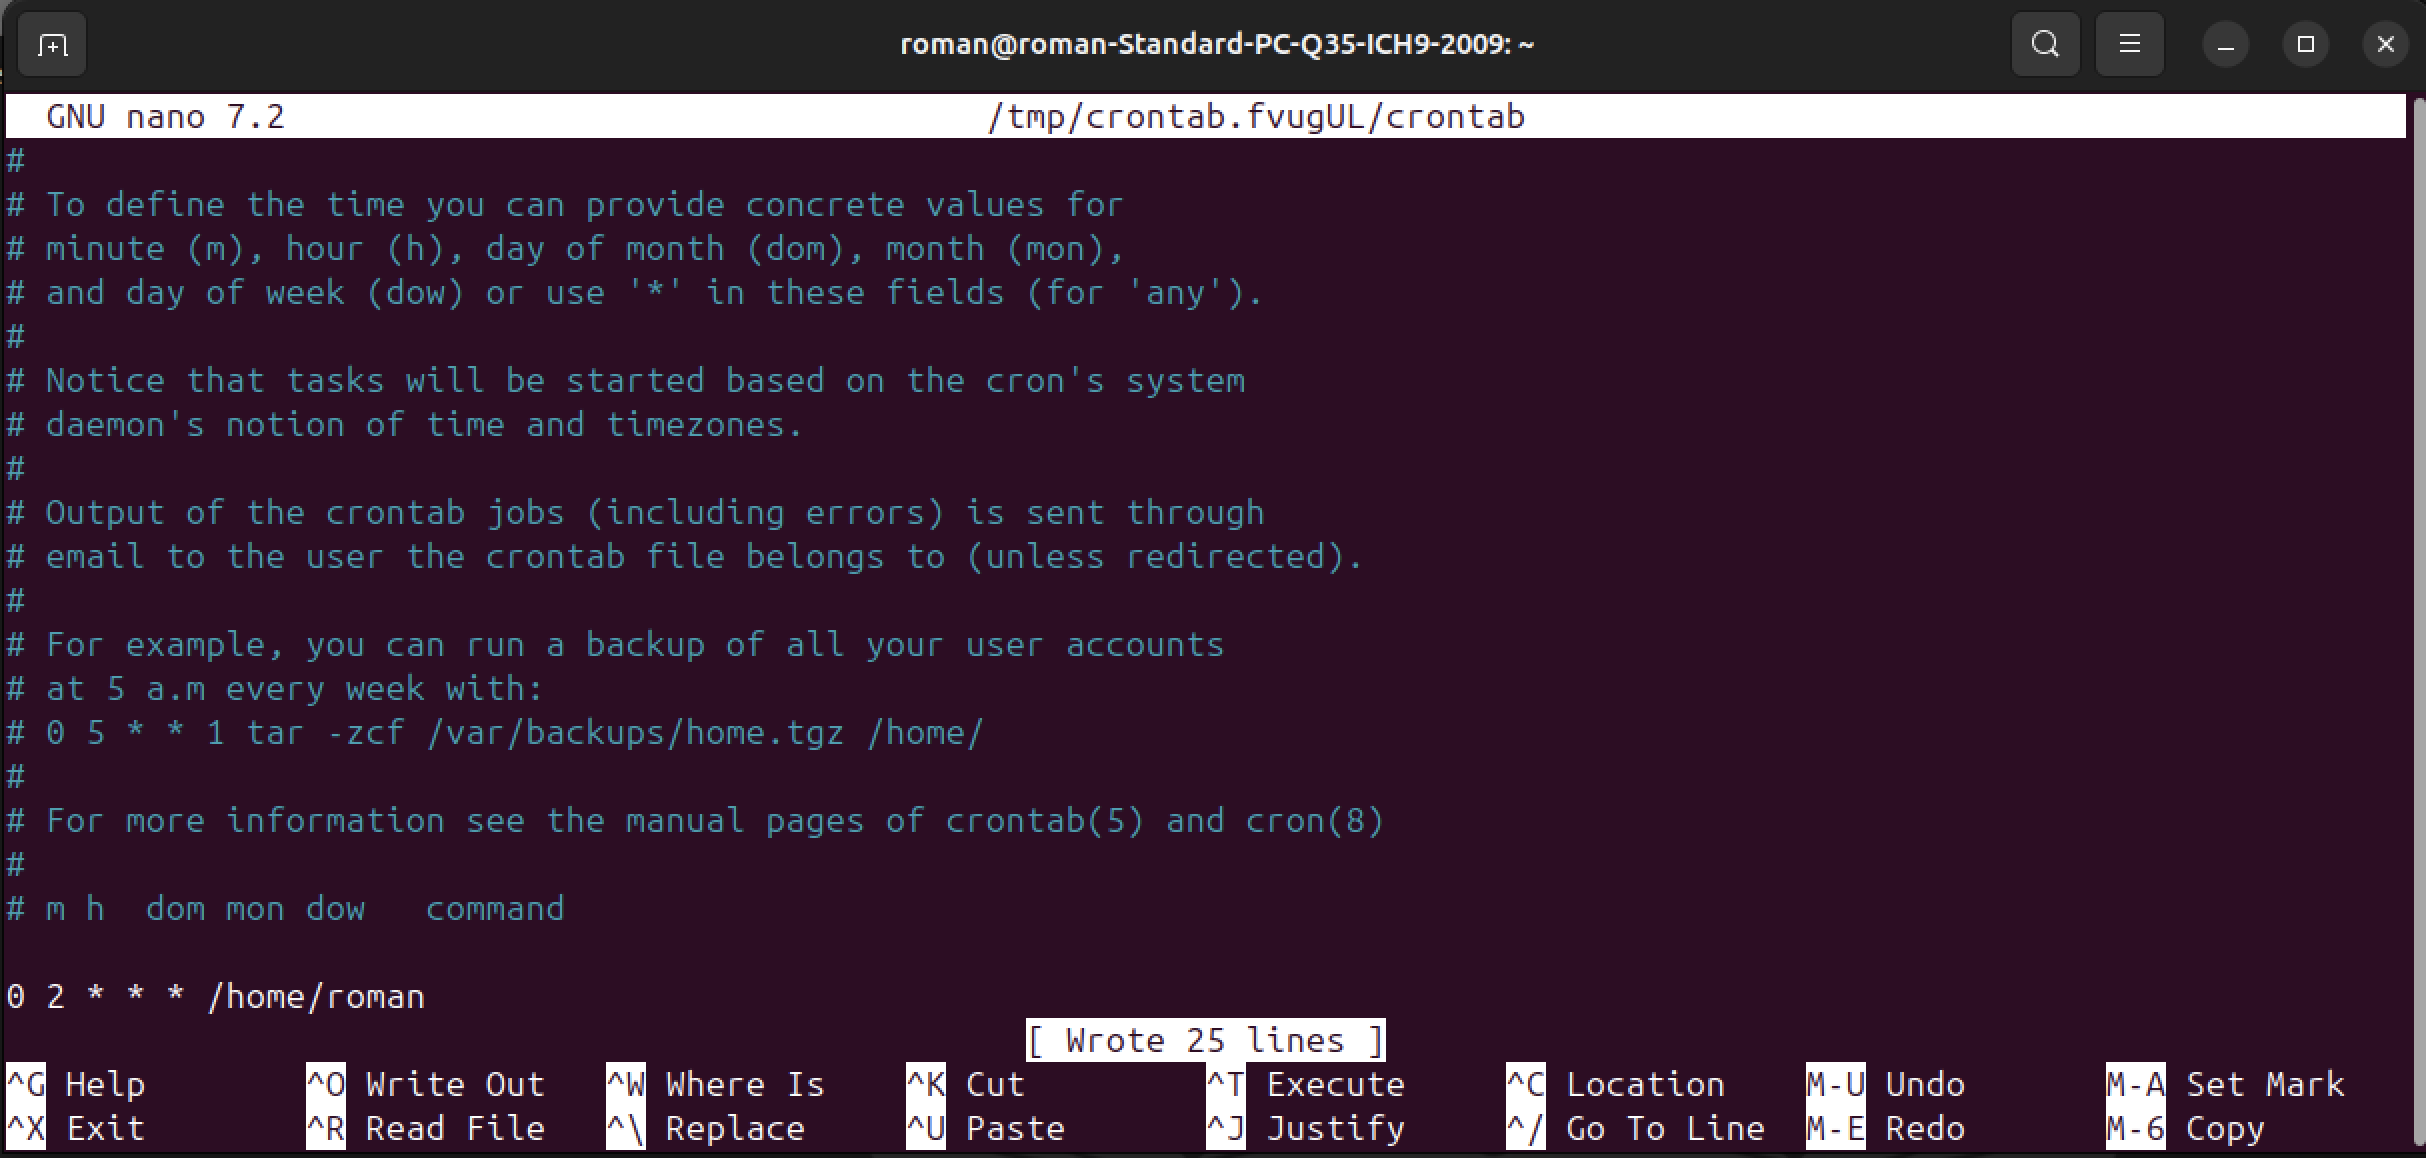 roman@roman-Standard-PC-Q35-ICH9-2009: ~
GNU nano 7.2 /tmp/crontab.fvugUL/crontab
#
# To define the time you can provide concrete values for
# minute (m), hour (h), day of month (dom), month (mon),
# and day of week (dow) or use '*' in these fields (for 'any').
#
# Notice that tasks will be started based on the cron's system
# daemon's notion of time and timezones.
#
# Output of the crontab jobs (including errors) is sent through
# email to the user the crontab file belongs to (unless redirected).
#
# For example, you can run a backup of all your user accounts
# at 5 a.m every week with:
# 0 5 * * 1 tar -zcf /var/backups/home.tgz /home/
#
# For more information see the manual pages of crontab(5) and cron(8)
#
# m h  dom mon dow   command
0 2 * * * /home/roman
[ Wrote 25 lines ]
^G Help ^O Write Out ^W Where Is ^K Cut ^T Execute ^C Location M-U Undo M-A Set Mark
^X Exit ^R Read File ^\ Replace ^U Paste ^J Justify ^/ Go To Line M-E Redo M-6 Copy